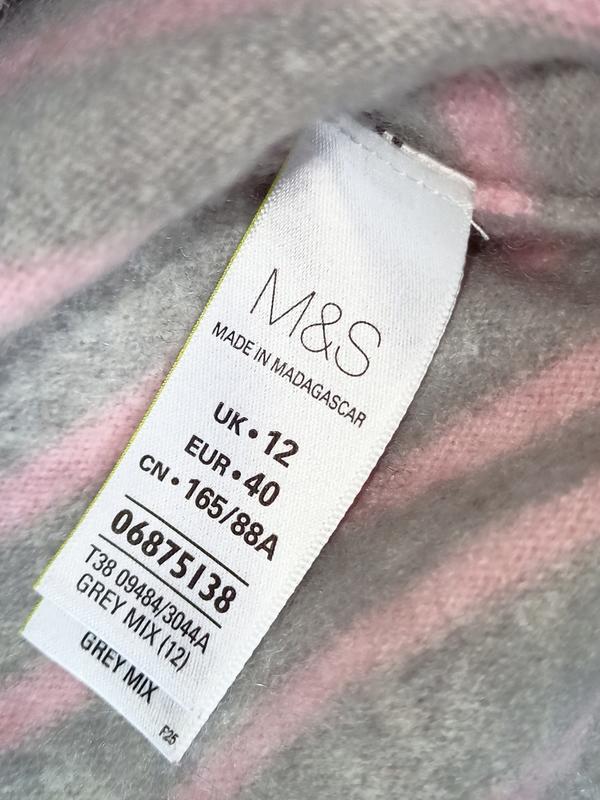 M&S
MADE IN MADAGASCAR
UK • 12
EUR • 40
CN • 165/88A
06875138
T38 09484/3044A
GREY MIX (12)
GREY MIX
F25